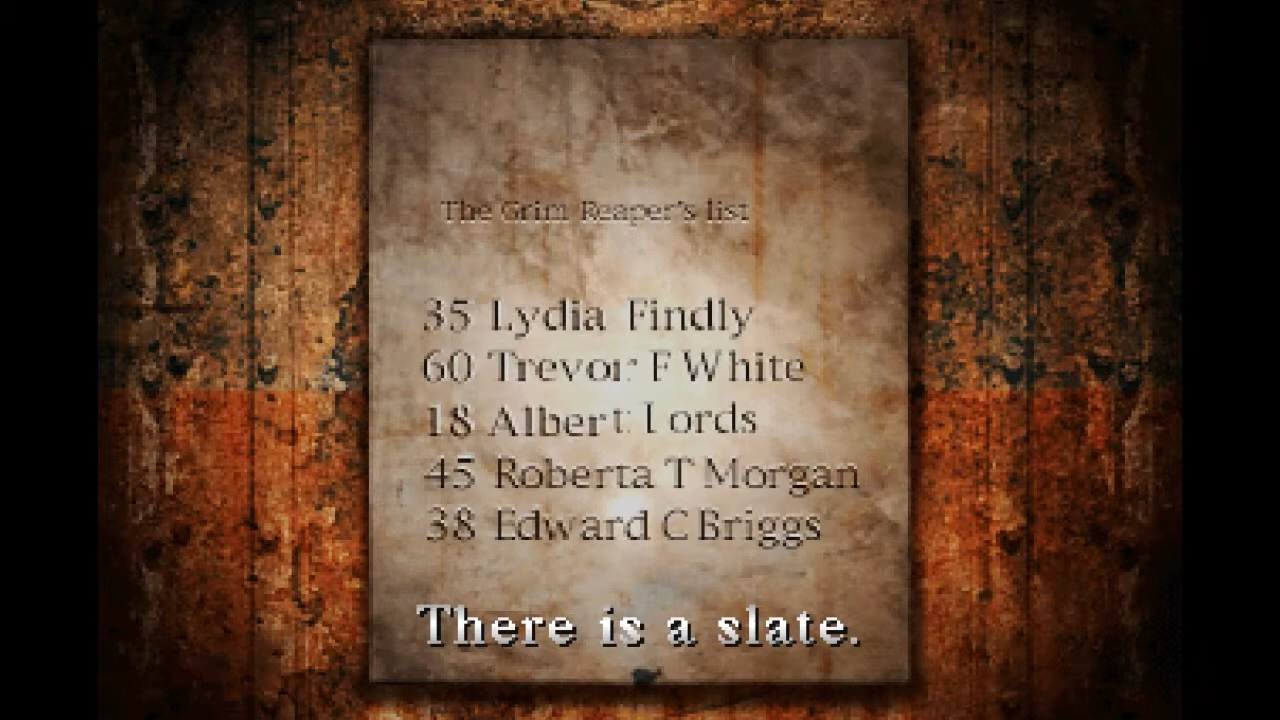 The Grim Reaper's list
35 Lydia Findly
60 Trevor F White
18 Albert Lords
45 Roberta T Morgan
38 Edward C Briggs
There is a slate.